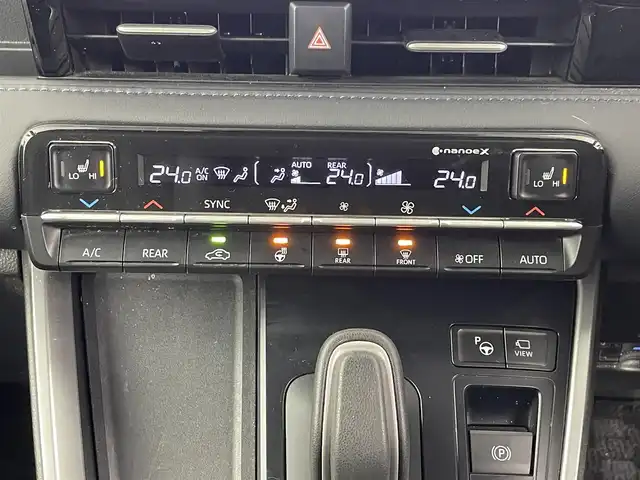 nanoeX
LO HI
24.0 A/C ON AUTO REAR 24.0 24.0
LO HI
SYNC
A/C REAR REAR FRONT OFF AUTO
P VIEW
P